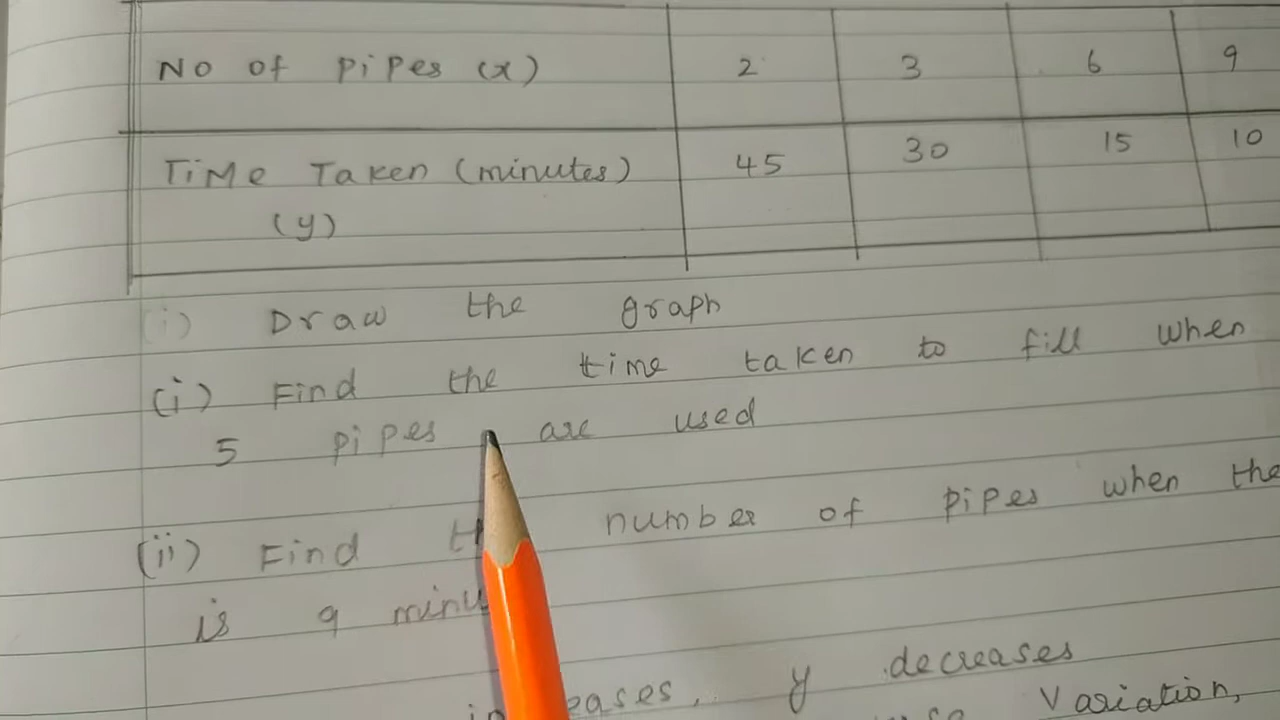 No of Pipes (x) 2 3 6 9
Time Taken (minutes) 45 30 15 10
(y)
(i) Draw the graph
(i) Find the time taken to fill when
5 pipes are used
(ii) Find number of pipes when the
is 9
y decreases
variation,